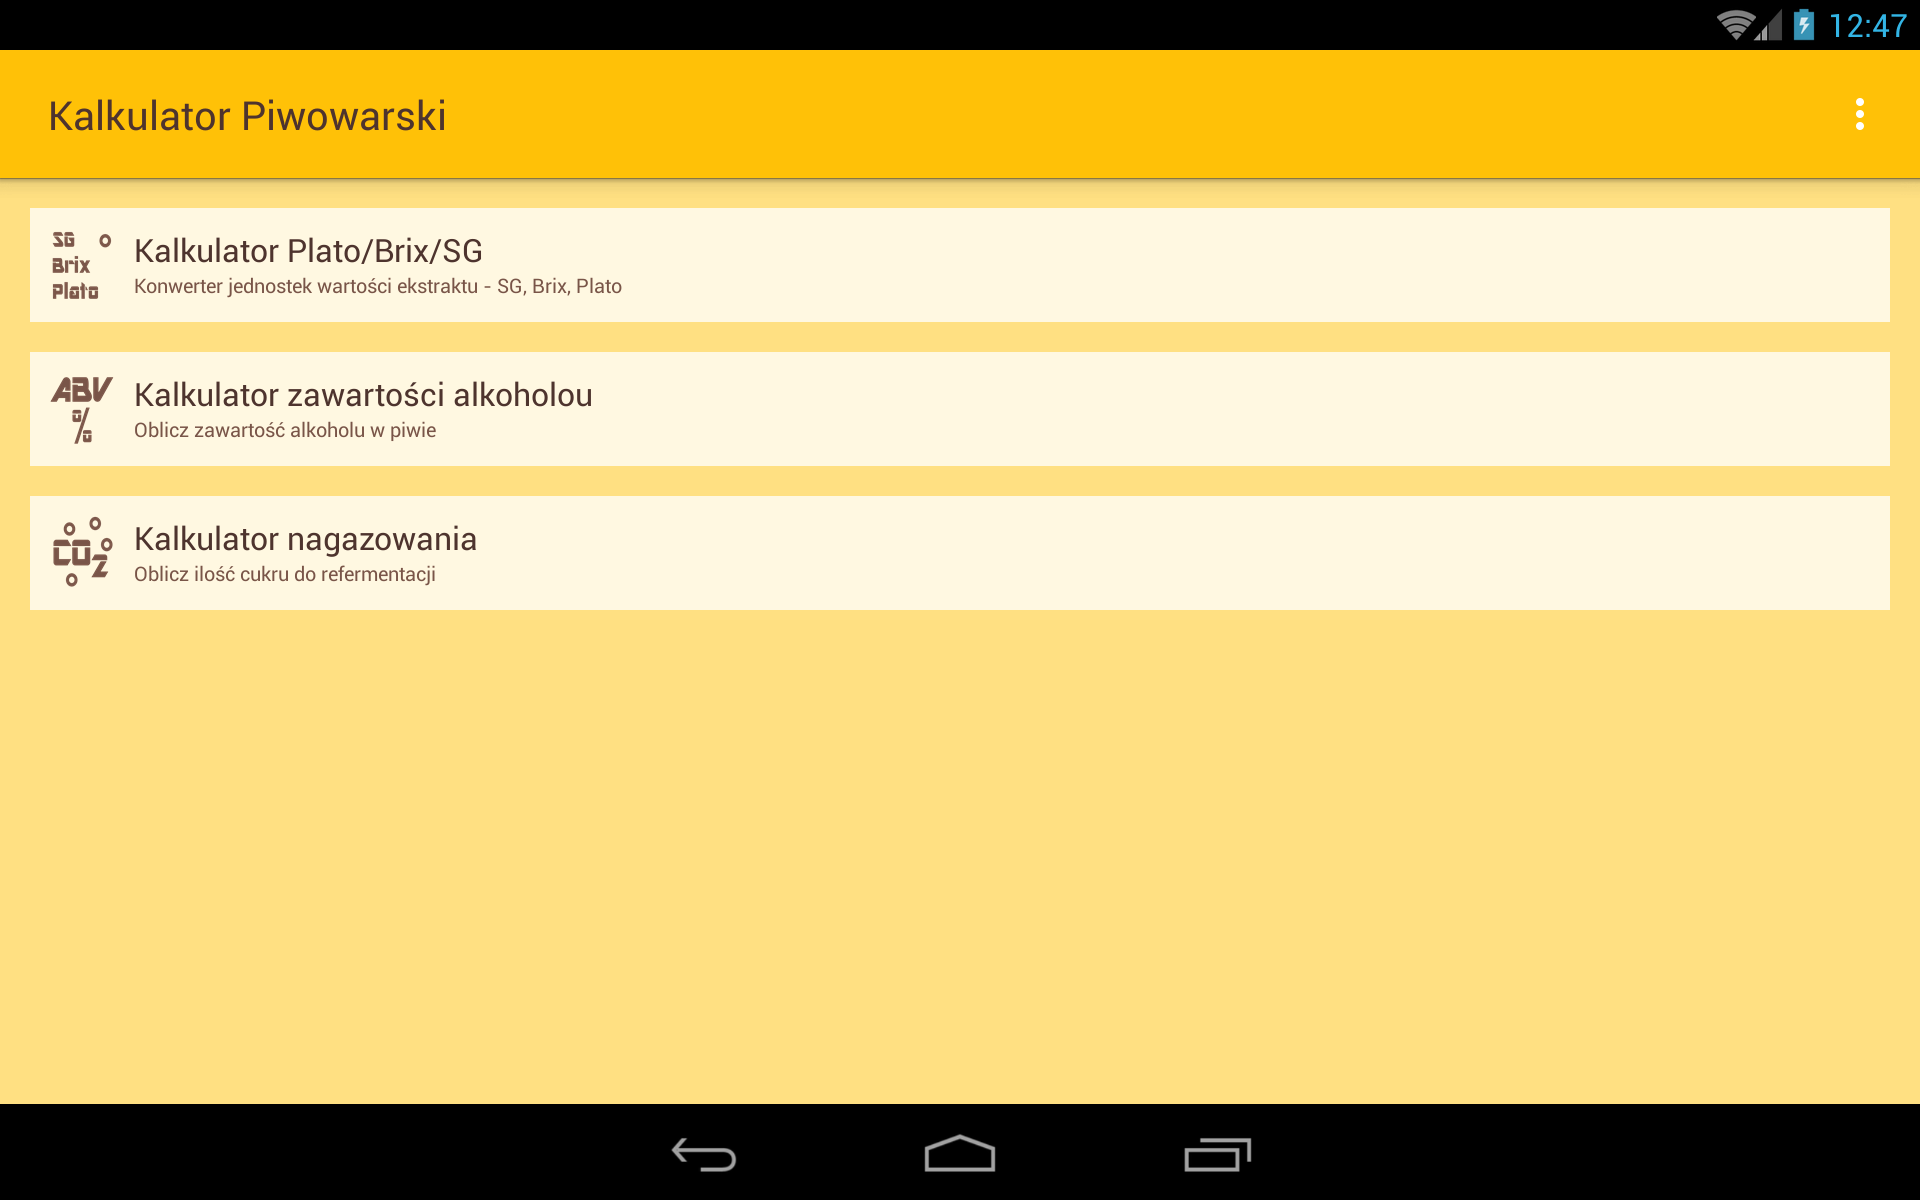 12:47
Kalkulator Piwowarski
SG
Brix
Plato
Kalkulator Plato/Brix/SG
Konwerter jednostek wartości ekstraktu - SG, Brix, Plato
ABV
%
Kalkulator zawartości alkoholou
Oblicz zawartość alkoholu w piwie
CO2
Kalkulator nagazowania
Oblicz ilość cukru do refermentacji